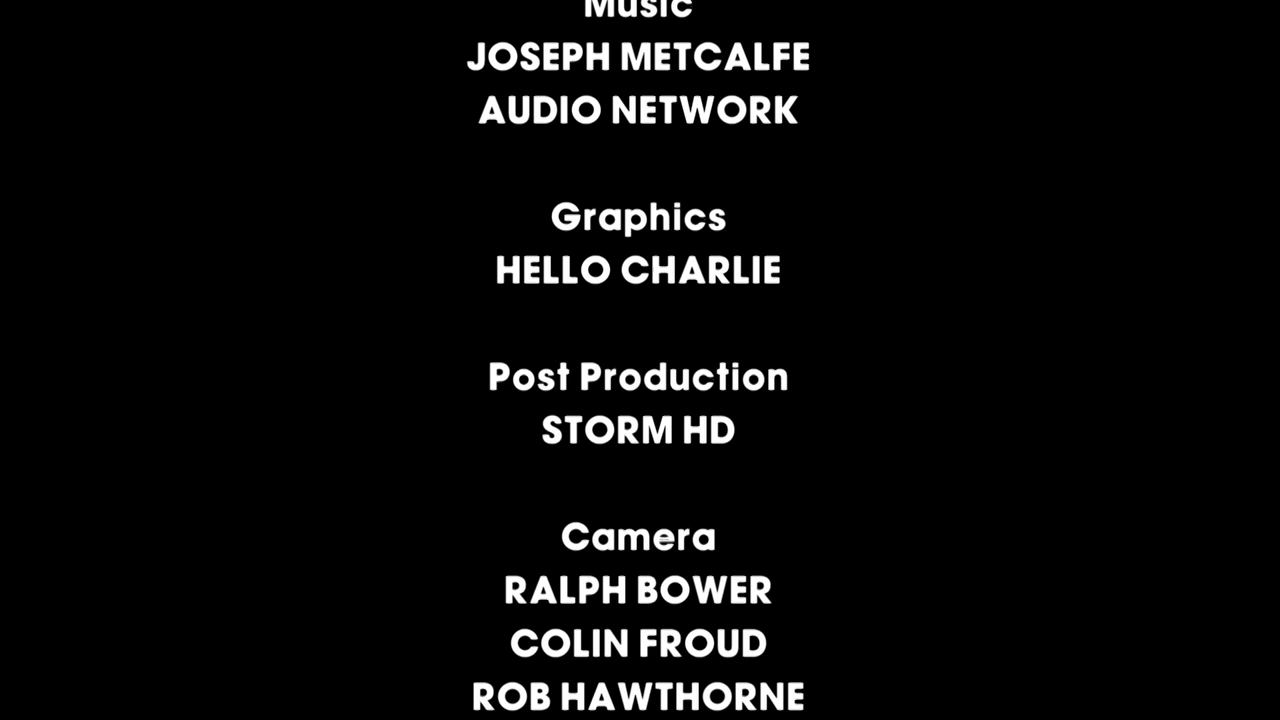 Music
JOSEPH METCALFE
AUDIO NETWORK
Graphics
HELLO CHARLIE
Post Production
STORM HD
Camera
RALPH BOWER
COLIN FROUD
ROB HAWTHORNE